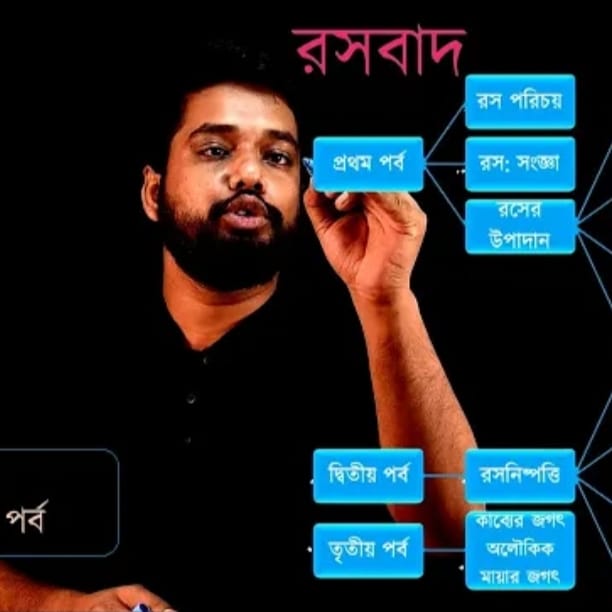 রসবাদ
রস পরিচয়
প্রথম পর্ব
রস: সংজ্ঞা
রসের
উপাদান
দ্বিতীয় পর্ব
রসনিষ্পত্তি
পর্ব
তৃতীয় পর্ব
কাব্যের জগৎ
অলৌকিক
মায়ার জগৎ